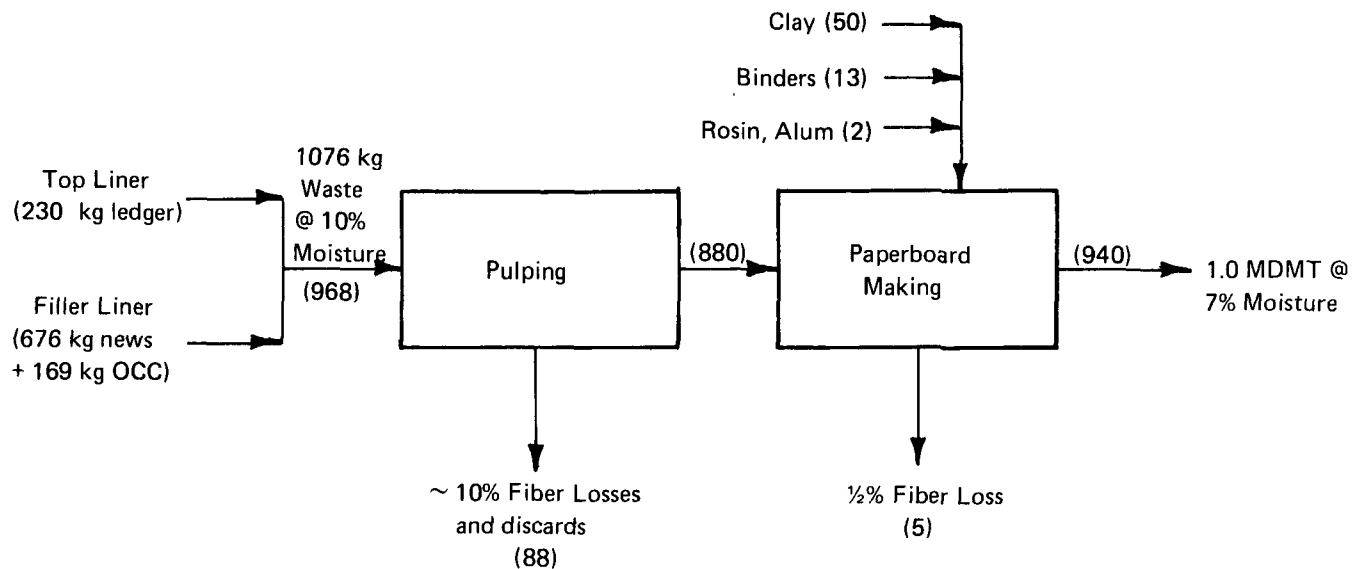 Clay (50)
Binders (13)
Rosin, Alum (2)
Top Liner
(230 kg ledger)
1076 kg
Waste
@ 10%
Moisture
(968)
Filler Liner
(676 kg news
+ 169 kg OCC)
Pulping
(880)
Paperboard
Making
(940)
1.0 MDMT @
7% Moisture
~ 10% Fiber Losses
and discards
(88)
½% Fiber Loss
(5)